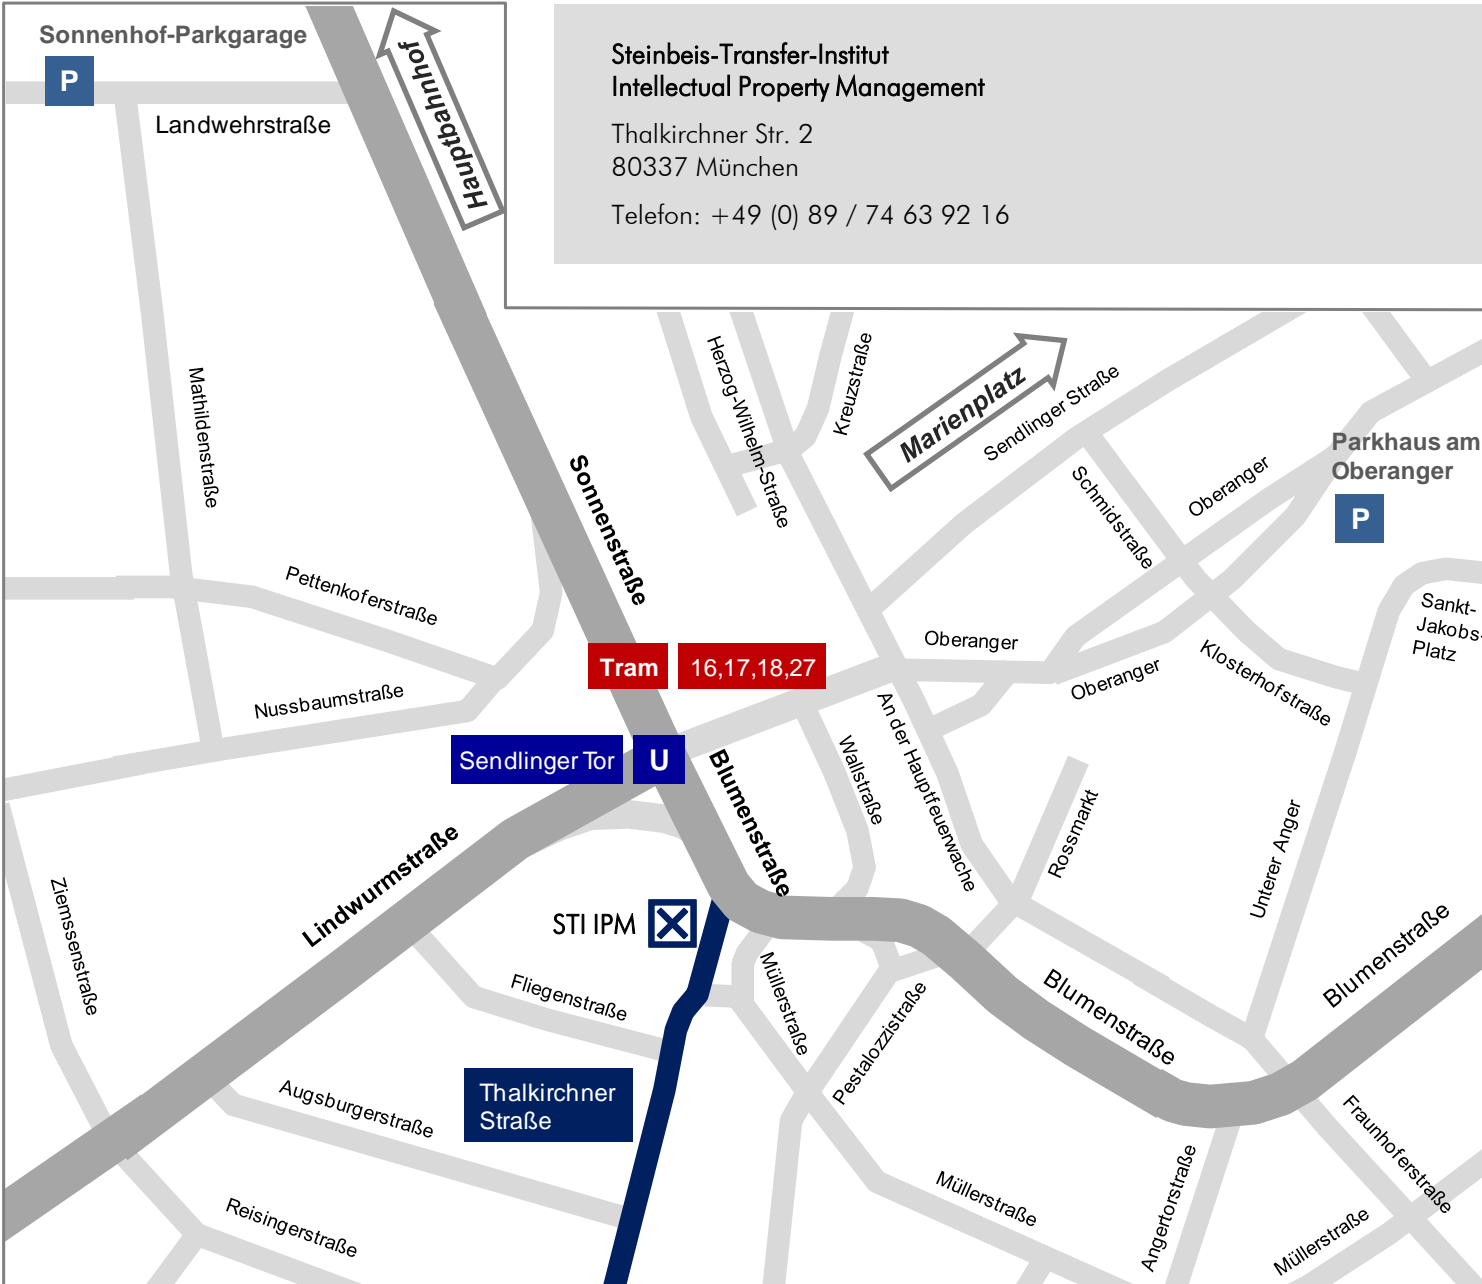 Sonnenhof-Parkgarage
P
Landwehrstraße
Hauptbahnhof
Steinbeis-Transfer-Institut
Intellectual Property Management
Thalkirchner Str. 2
80337 München
Telefon: +49 (0) 89 / 74 63 92 16
Mathildenstraße
Herzog-Wilhelm-Straße
Kreuzstraße
Marienplatz
Sendlinger Straße
Parkhaus am
Oberanger
P
Sonnenstraße
Schmidstraße
Oberanger
Pettenkoferstraße
Sankt-
Jakobs-
Platz
Tram
16,17,18,27
Oberanger
Oberanger
Klosterhofstraße
Nussbaumstraße
Sendlinger Tor
U
Blumenstraße
Wallstraße
An der Hauptfeuerwache
Rossmarkt
Unterer Anger
Lindwurmstraße
Ziemssenstraße
STI IPM
Fliegenstraße
Müllerstraße
Pestalozzistraße
Blumenstraße
Blumenstraße
Thalkirchner
Straße
Augsburgerstraße
Reisingerstraße
Müllerstraße
Angertorstraße
Fraunhoferstraße
Müllerstraße